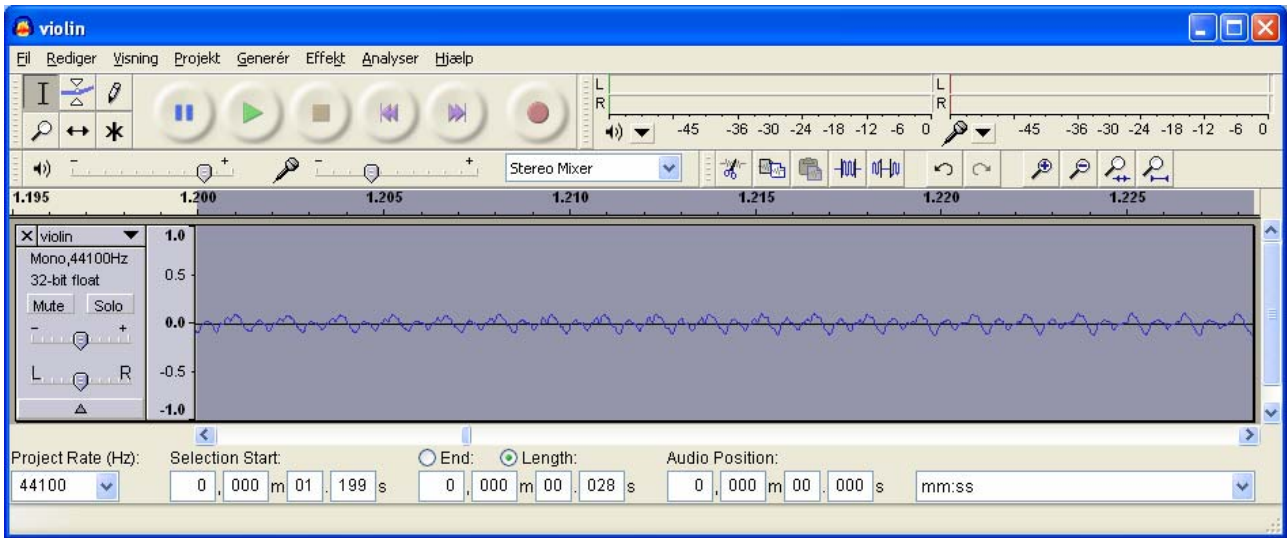 violin
Fil Rediger Visning Projekt Generér Effekt Analyser Hjælp
L
R
-45 -36 -30 -24 -18 -12 -6 0
L
R
-45 -36 -30 -24 -18 -12 -6 0
- + - + Stereo Mixer
1.195 1.200 1.205 1.210 1.215 1.220 1.225
X violin 1.0
Mono,44100Hz
32-bit float 0.5
Mute Solo
- + 0.0
L R -0.5
-1.0
Project Rate (Hz): Selection Start: End: Length: Audio Position:
44100 0 , 000 m 01 . 199 s 0 , 000 m 00 . 028 s 0 , 000 m 00 . 000 s mm:ss